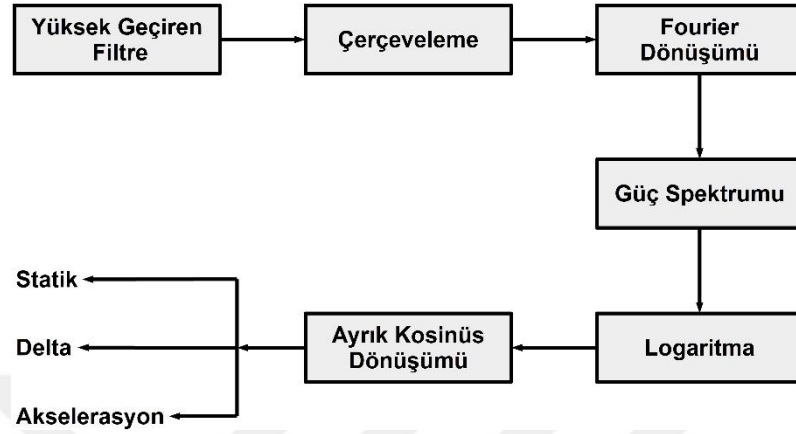 Yüksek Geçiren
Filtre
Çerçeveleme
Fourier
Dönüşümü
Güç Spektrumu
Logaritma
Ayrık Kosinüs
Dönüşümü
Statik
Delta
Akselerasyon